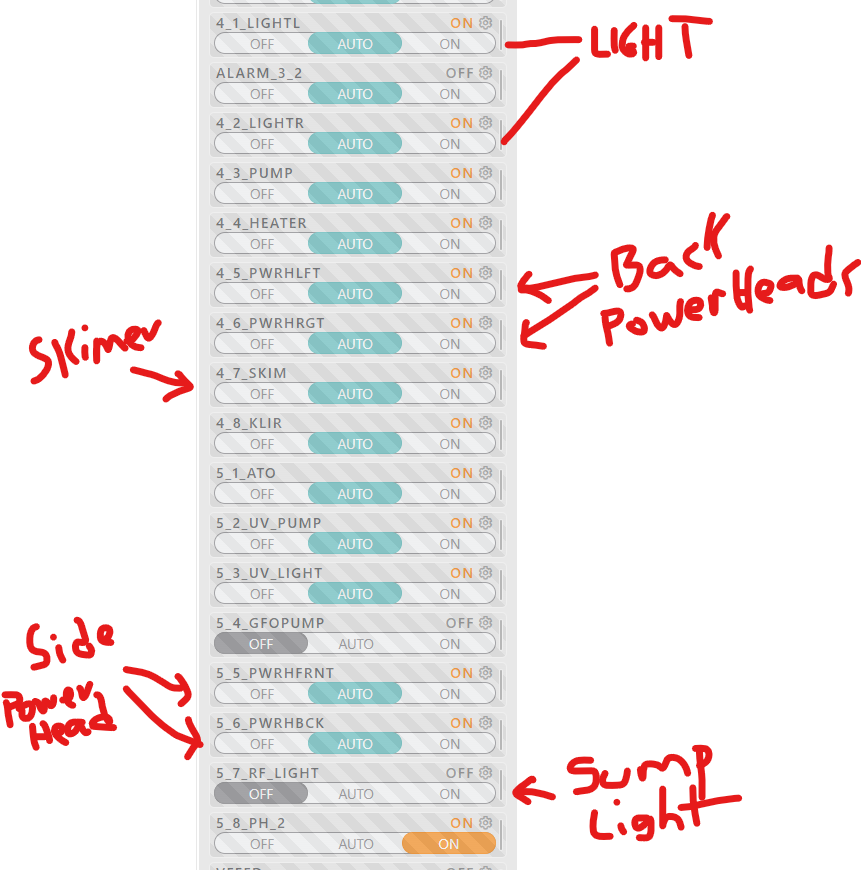 4_1_LIGHTL ON
OFF AUTO ON
LIGHT
ALARM_3_2 OFF
OFF AUTO ON
4_2_LIGHTR ON
OFF AUTO ON
4_3_PUMP ON
OFF AUTO ON
4_4_HEATER ON
OFF AUTO ON
Back
PowerHeads
4_5_PWRHLFT ON
OFF AUTO ON
4_6_PWRHRGT ON
OFF AUTO ON
Skimer
4_7_SKIM ON
OFF AUTO ON
4_8_KLIR ON
OFF AUTO ON
5_1_ATO ON
OFF AUTO ON
5_2_UV_PUMP ON
OFF AUTO ON
5_3_UV_LIGHT ON
OFF AUTO ON
5_4_GFOPUMP OFF
OFF AUTO ON
Side
Power
Head
5_5_PWRHFRNT ON
OFF AUTO ON
5_6_PWRHBCK ON
OFF AUTO ON
5_7_RF_LIGHT OFF
OFF AUTO ON
Sump
Light
5_8_PH_2 ON
OFF AUTO ON